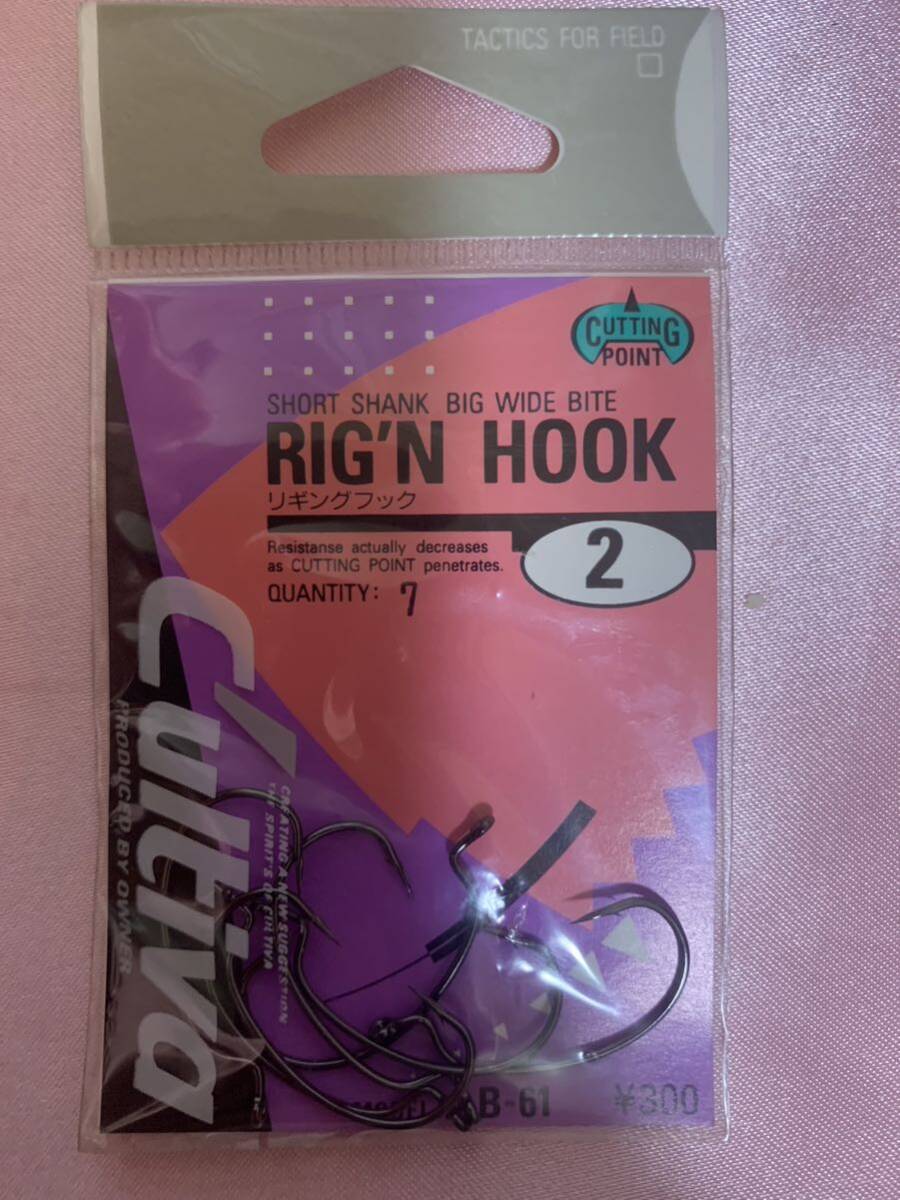 TACTICS FOR FIELD
CUTTING
POINT
SHORT SHANK BIG WIDE BITE
RIG'N HOOK
リギングフック
2
Resistanse actually decreases
as CUTTING POINT penetrates.
QUANTITY: 7
C'ultiva
PRODUCED BY OWNER
CREATING A NEW SUGGESTION
THE SPIRIT'S OF CULTIVA
B-61
¥300